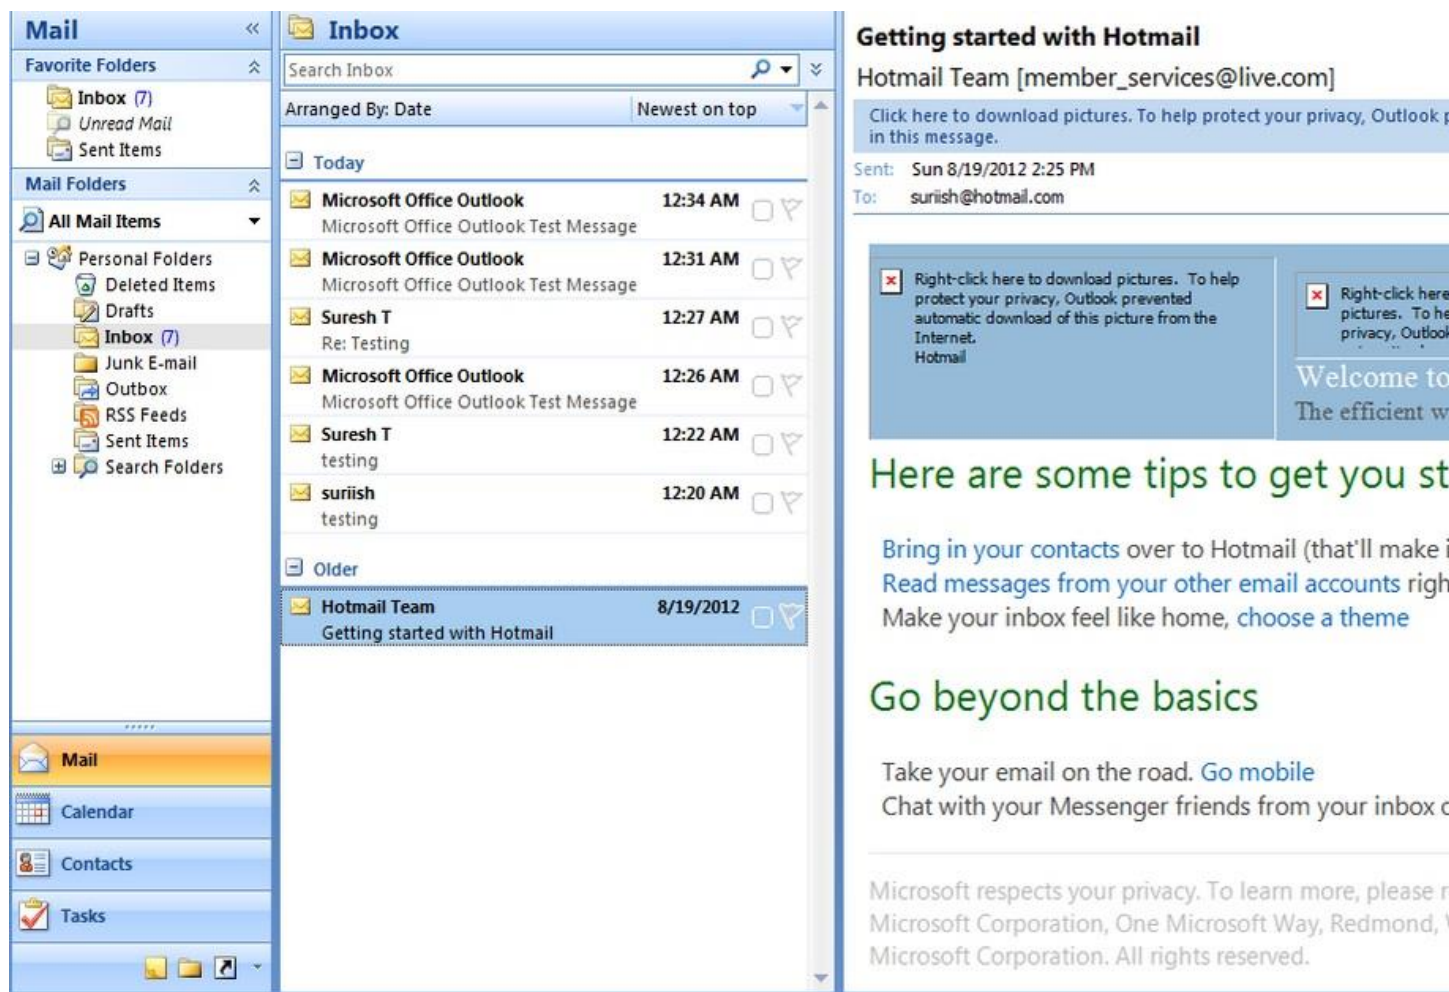 Mail
Favorite Folders
Inbox (7)
Unread Mail
Sent Items
Mail Folders
All Mail Items
Personal Folders
Deleted Items
Drafts
Inbox (7)
Junk E-mail
Outbox
RSS Feeds
Sent Items
Search Folders
Mail
Calendar
Contacts
Tasks
Inbox
Search Inbox
Arranged By: Date Newest on top
Today
Microsoft Office Outlook 12:34 AM
Microsoft Office Outlook Test Message
Microsoft Office Outlook 12:31 AM
Microsoft Office Outlook Test Message
Suresh T 12:27 AM
Re: Testing
Microsoft Office Outlook 12:26 AM
Microsoft Office Outlook Test Message
Suresh T 12:22 AM
testing
suriish 12:20 AM
testing
Older
Hotmail Team 8/19/2012
Getting started with Hotmail
Getting started with Hotmail
Hotmail Team [member_services@live.com]
Click here to download pictures. To help protect your privacy, Outlook p
in this message.
Sent: Sun 8/19/2012 2:25 PM
To: suriish@hotmail.com
Right-click here to download pictures. To help
protect your privacy, Outlook prevented
automatic download of this picture from the
Internet.
Hotmail
Right-click here
pictures. To he
privacy, Outlook
Welcome to
The efficient w
Here are some tips to get you st
Bring in your contacts over to Hotmail (that'll make i
Read messages from your other email accounts righ
Make your inbox feel like home, choose a theme
Go beyond the basics
Take your email on the road. Go mobile
Chat with your Messenger friends from your inbox
Microsoft respects your privacy. To learn more, please r
Microsoft Corporation, One Microsoft Way, Redmond,
Microsoft Corporation. All rights reserved.